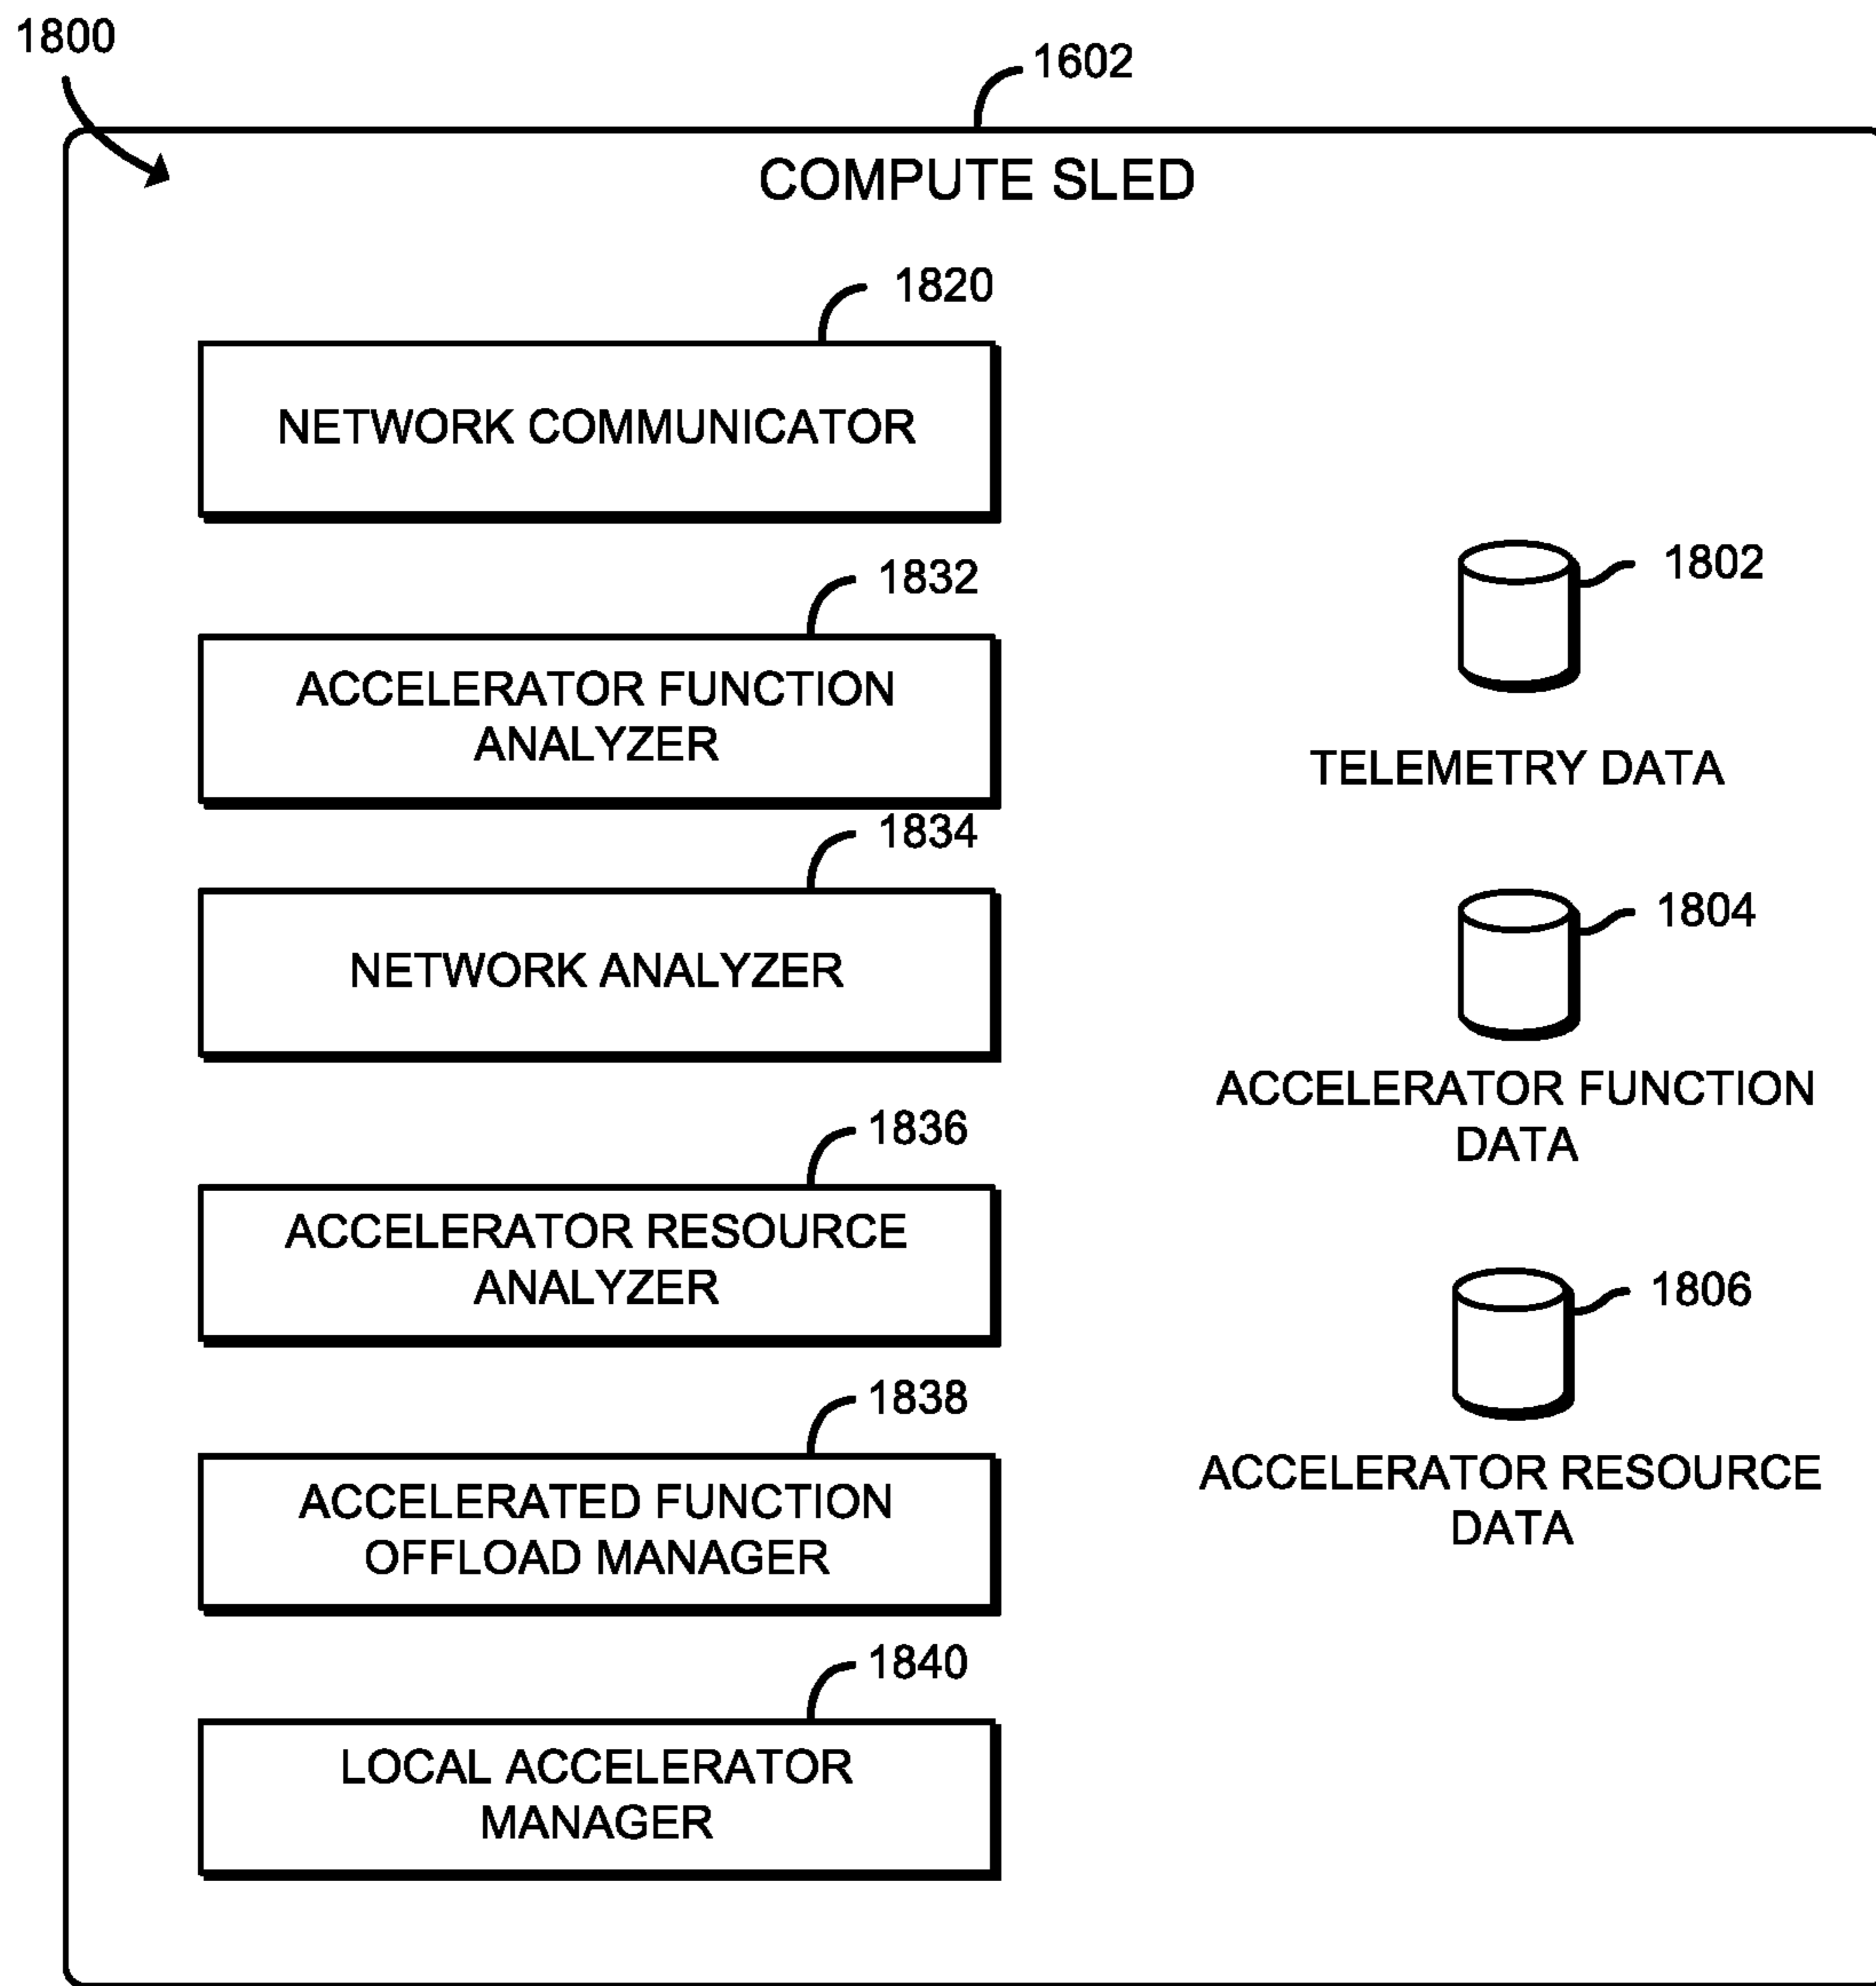 1800
1602
COMPUTE SLED
1820
NETWORK COMMUNICATOR
1832
ACCELERATOR FUNCTION
ANALYZER
1834
NETWORK ANALYZER
1836
ACCELERATOR RESOURCE
ANALYZER
1838
ACCELERATED FUNCTION
OFFLOAD MANAGER
1840
LOCAL ACCELERATOR
MANAGER
1802
TELEMETRY DATA
1804
ACCELERATOR FUNCTION
DATA
1806
ACCELERATOR RESOURCE
DATA